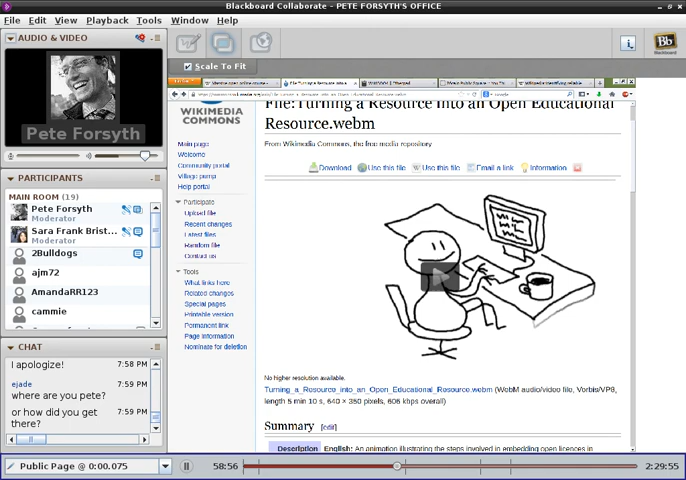 Blackboard Collaborate - PETE FORSYTH'S OFFICE
File Edit View Playback Tools Window Help
AUDIO & VIDEO
Pete Forsyth
PARTICIPANTS
MAIN ROOM (19)
Pete Forsyth
Moderator
Sara Frank Brist...
Moderator
2Bulldogs
ajm72
AmandaRR123
cammie
CHAT
I apologize! 7:58 PM
ejade 7:59 PM
where are you pete?
or how did you get there? 7:59 PM
Scale To Fit
Bb
WIKIMEDIA
COMMONS
Main page
Welcome
Community portal
Village pump
Help portal
Participate
Upload file
Recent changes
Latest files
Random file
Contact us
Tools
What links here
Related changes
Special pages
Printable version
Permanent link
Page information
Nominate for deletion
File:Turning a Resource into an Open Educational
Resource.webm
From Wikimedia Commons, the free media repository
Download Use this file Use this file Email a link Information
No higher resolution available.
Turning_a_Resource_into_an_Open_Educational_Resource.webm (WebM audio/video file, Vorbis/VP8,
length 5 min 10 s, 640 × 350 pixels, 606 kbps overall)
Summary [edit]
Description English: An animation illustrating the steps involved in embedding open licences in
Public Page @ 0:00.075 58:56 2:29:55